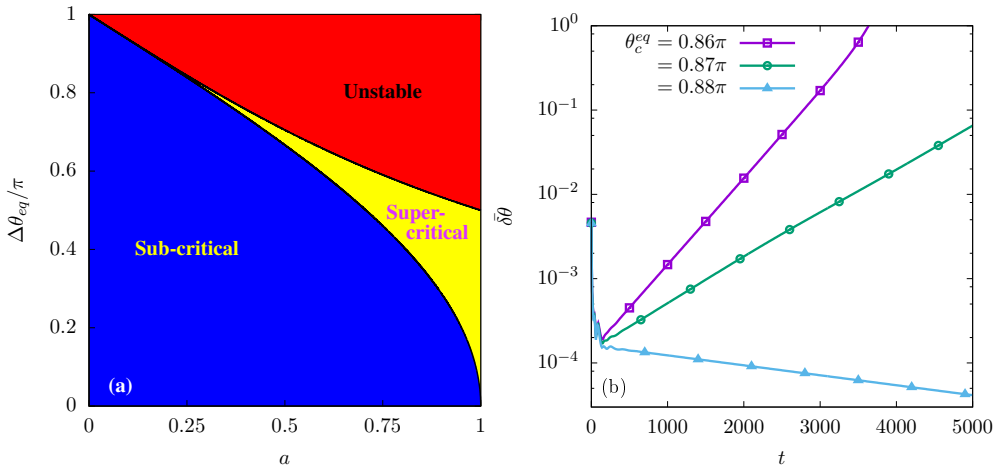 1
0.8
0.6
0.4
0.2
0
Δθ_{eq}/π
Unstable
Super-
critical
Sub-critical
(a)
0
0.25
0.5
0.75
1
a
10^0
10^{-1}
10^{-2}
10^{-3}
10^{-4}
δ̄θ
θ_c^{eq} = 0.86π
= 0.87π
= 0.88π
(b)
0
1000
2000
3000
4000
5000
t